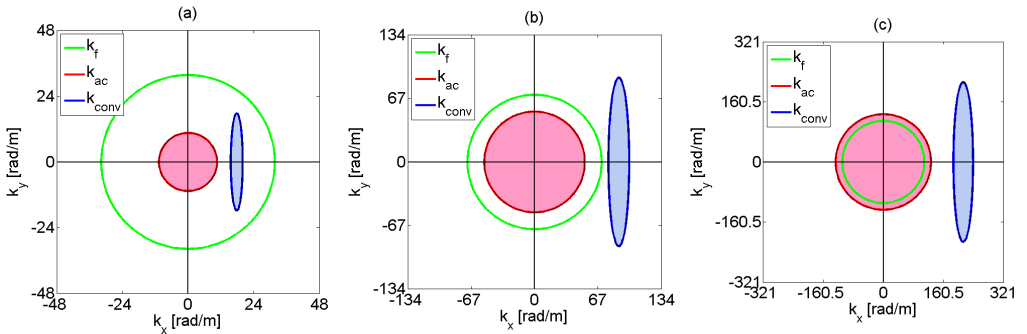 (a)
48
24
0
-24
-48
-48
-24
0
24
48
k_y [rad/m]
k_x [rad/m]
k_f
k_ac
k_conv
(b)
134
67
0
-67
-134
-134
-67
0
67
134
k_y [rad/m]
k_x [rad/m]
k_f
k_ac
k_conv
(c)
321
160.5
0
-160.5
-321
-321
-160.5
0
160.5
321
k_y [rad/m]
k_x [rad/m]
k_f
k_ac
k_conv